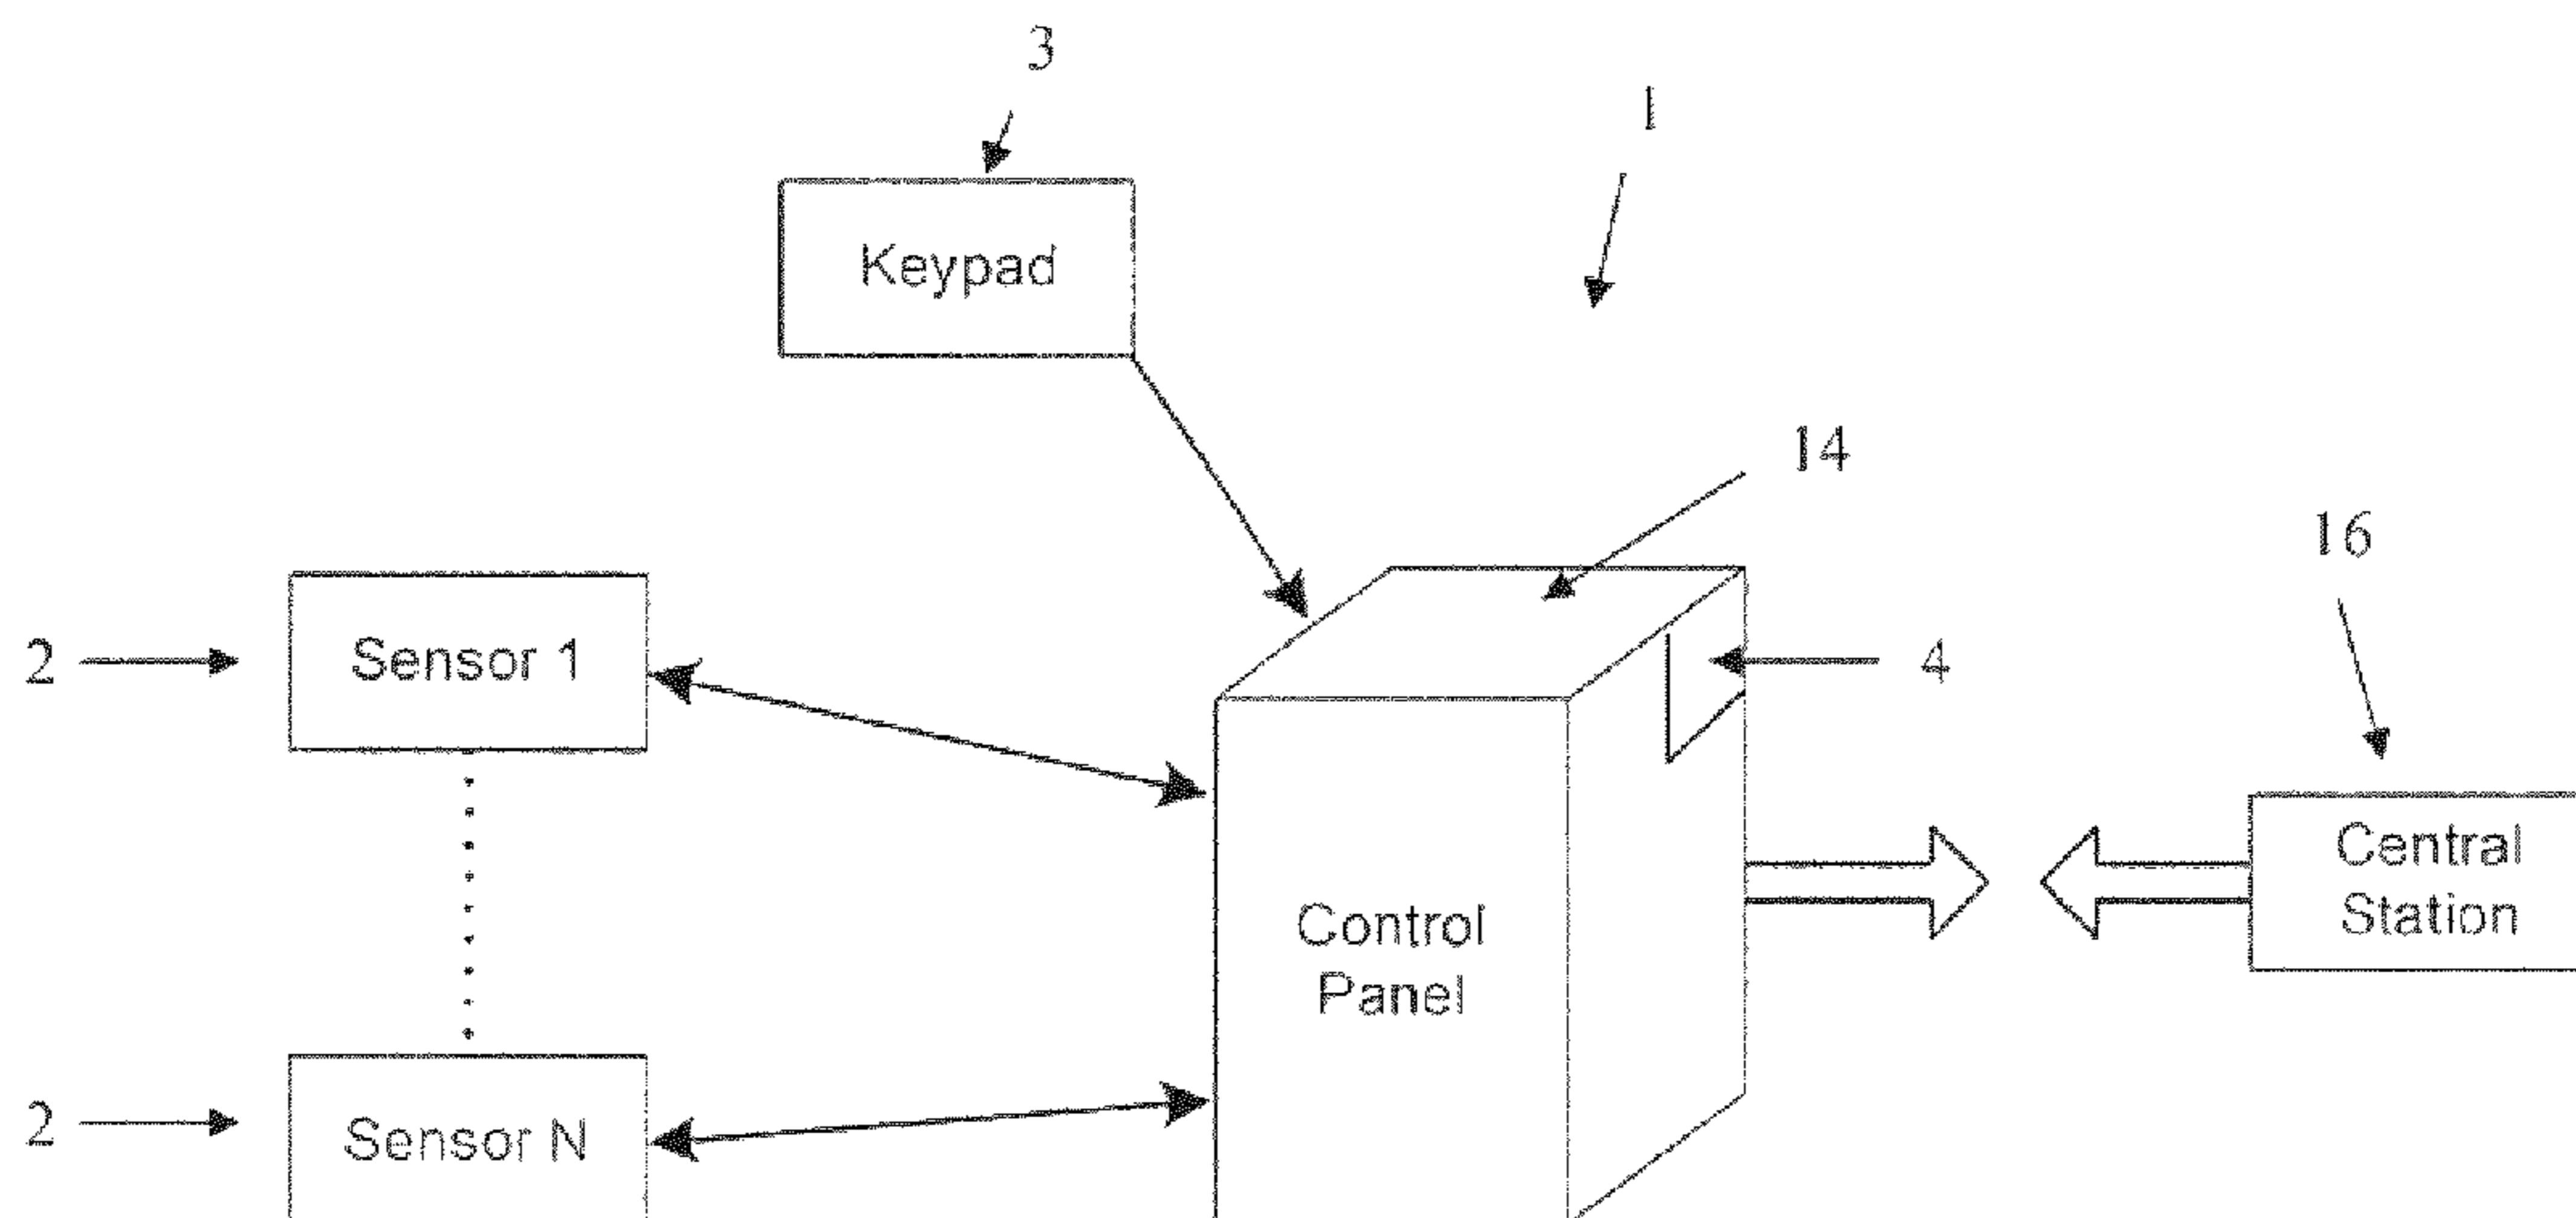 3
1
Keypad
14
16
2
Sensor 1
4
Central
Station
Control
Panel
2
Sensor N